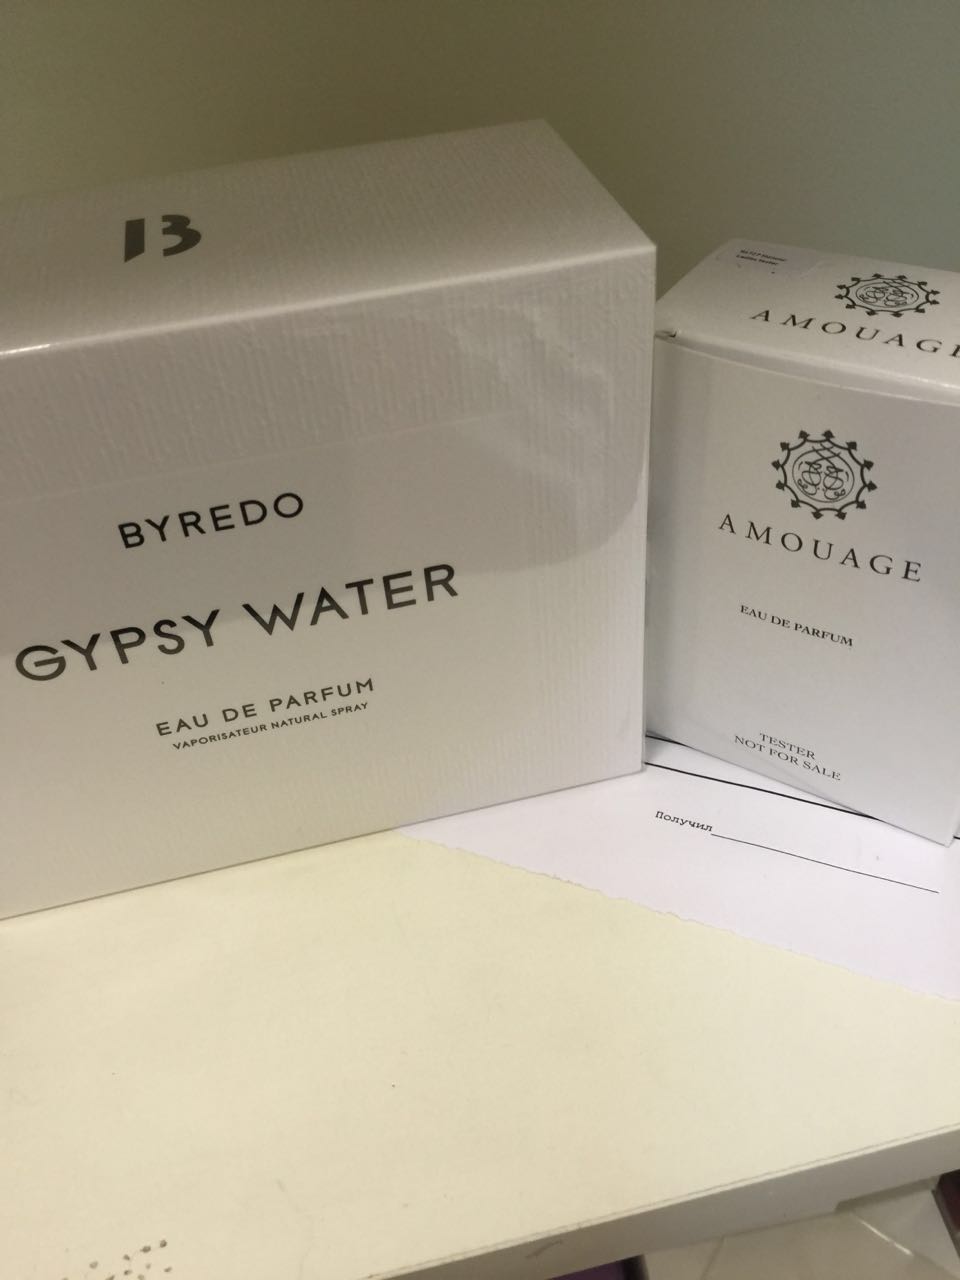 B
BYREDO
GYPSY WATER
EAU DE PARFUM
VAPORISATEUR NATURAL SPRAY
AMOUAGE
AMOUAGE
EAU DE PARFUM
TESTER
NOT FOR SALE
Получил